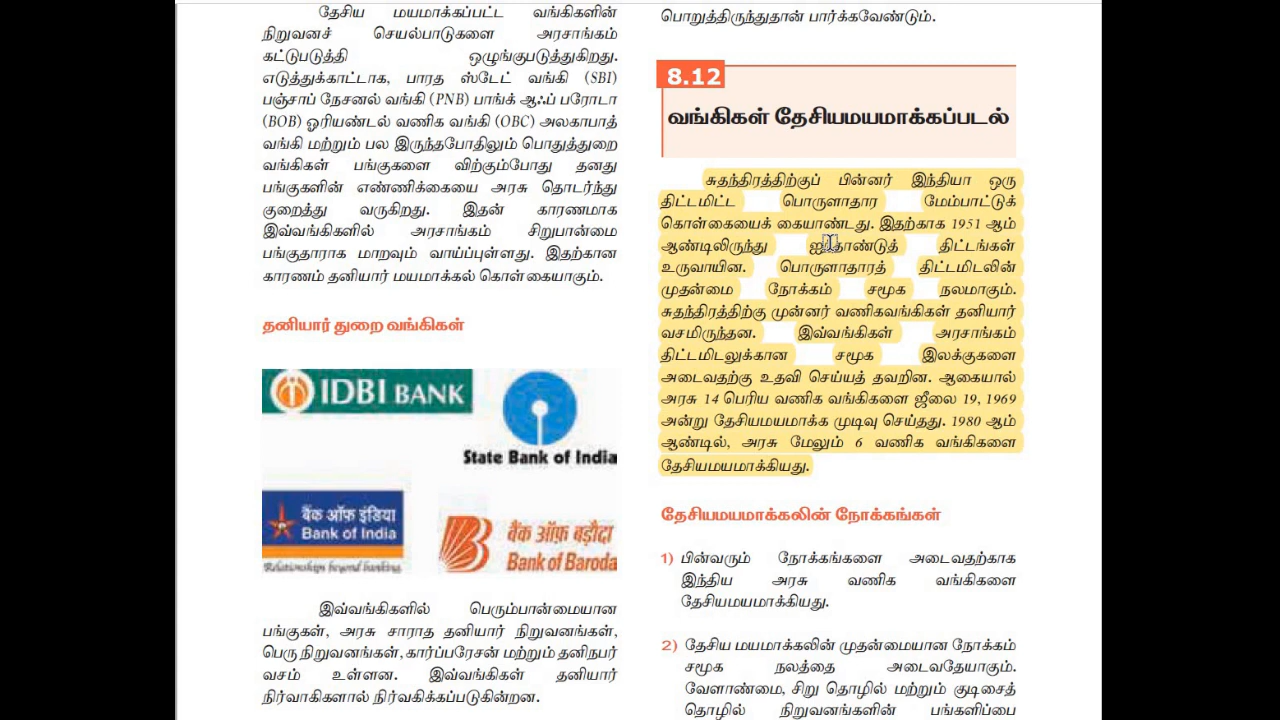 தேசிய மயமாக்கப்பட்ட வங்கிகளின்
நிறுவனச் செயல்பாடுகளை அரசாங்கம்
கட்டுபடுத்தி ஒழுங்குபடுத்துகிறது.
எடுத்துக்காட்டாக, பாரத ஸ்டேட் வங்கி (SBI)
பஞ்சாப் நேசனல் வங்கி (PNB) பாங்க் ஆஃப் பரோடா
(BOB) ஓரியண்டல் வணிக வங்கி (OBC) அலகாபாத்
வங்கி மற்றும் பல இருந்தபோதிலும் பொதுத்துறை
வங்கிகள் பங்குகளை விற்கும்போது தனது
பங்குகளின் எண்ணிக்கையை அரசு தொடர்ந்து
குறைத்து வருகிறது. இதன் காரணமாக
இவ்வங்கிகளில் அரசாங்கம் சிறுபான்மை
பங்குதாராக மாறவும் வாய்ப்புள்ளது. இதற்கான
காரணம் தனியார் மயமாக்கல் கொள்கையாகும்.
தனியார் துறை வங்கிகள்
IDBI BANK
State Bank of India
बैंक ऑफ इंडिया
Bank of India
Relationships beyond banking.
बैंक ऑफ़ बड़ौदा
Bank of Baroda
இவ்வங்கிகளில் பெரும்பான்மையான
பங்குகள், அரசு சாராத தனியார் நிறுவனங்கள்,
பெரு நிறுவனங்கள், கார்ப்பரேசன் மற்றும் தனிநபர்
வசம் உள்ளன. இவ்வங்கிகள் தனியார்
நிர்வாகிகளால் நிர்வகிக்கப்படுகின்றன.
பொறுத்திருந்துதான் பார்க்கவேண்டும்.
8.12
வங்கிகள் தேசியமயமாக்கப்படல்
சுதந்திரத்திற்குப் பின்னர் இந்தியா ஒரு
திட்டமிட்ட பொருளாதார மேம்பாட்டுக்
கொள்கையைக் கையாண்டது. இதற்காக 1951 ஆம்
ஆண்டிலிருந்து ஐந்தாண்டுத் திட்டங்கள்
உருவாயின. பொருளாதாரத் திட்டமிடலின்
முதன்மை நோக்கம் சமூக நலமாகும்.
சுதந்திரத்திற்கு முன்னர் வணிகவங்கிகள் தனியார்
வசமிருந்தன. இவ்வங்கிகள் அரசாங்கம்
திட்டமிடலுக்கான சமூக இலக்குகளை
அடைவதற்கு உதவி செய்யத் தவறின. ஆகையால்
அரசு 14 பெரிய வணிக வங்கிகளை ஜீலை 19, 1969
அன்று தேசியமயமாக்க முடிவு செய்தது. 1980 ஆம்
ஆண்டில், அரசு மேலும் 6 வணிக வங்கிகளை
தேசியமயமாக்கியது.
தேசியமயமாக்கலின் நோக்கங்கள்
1) பின்வரும் நோக்கங்களை அடைவதற்காக
இந்திய அரசு வணிக வங்கிகளை
தேசியமயமாக்கியது.
2) தேசிய மயமாக்கலின் முதன்மையான நோக்கம்
சமூக நலத்தை அடைவதேயாகும்.
வேளாண்மை, சிறு தொழில் மற்றும் குடிசைத்
தொழில் நிறுவனங்களின் பங்களிப்பை